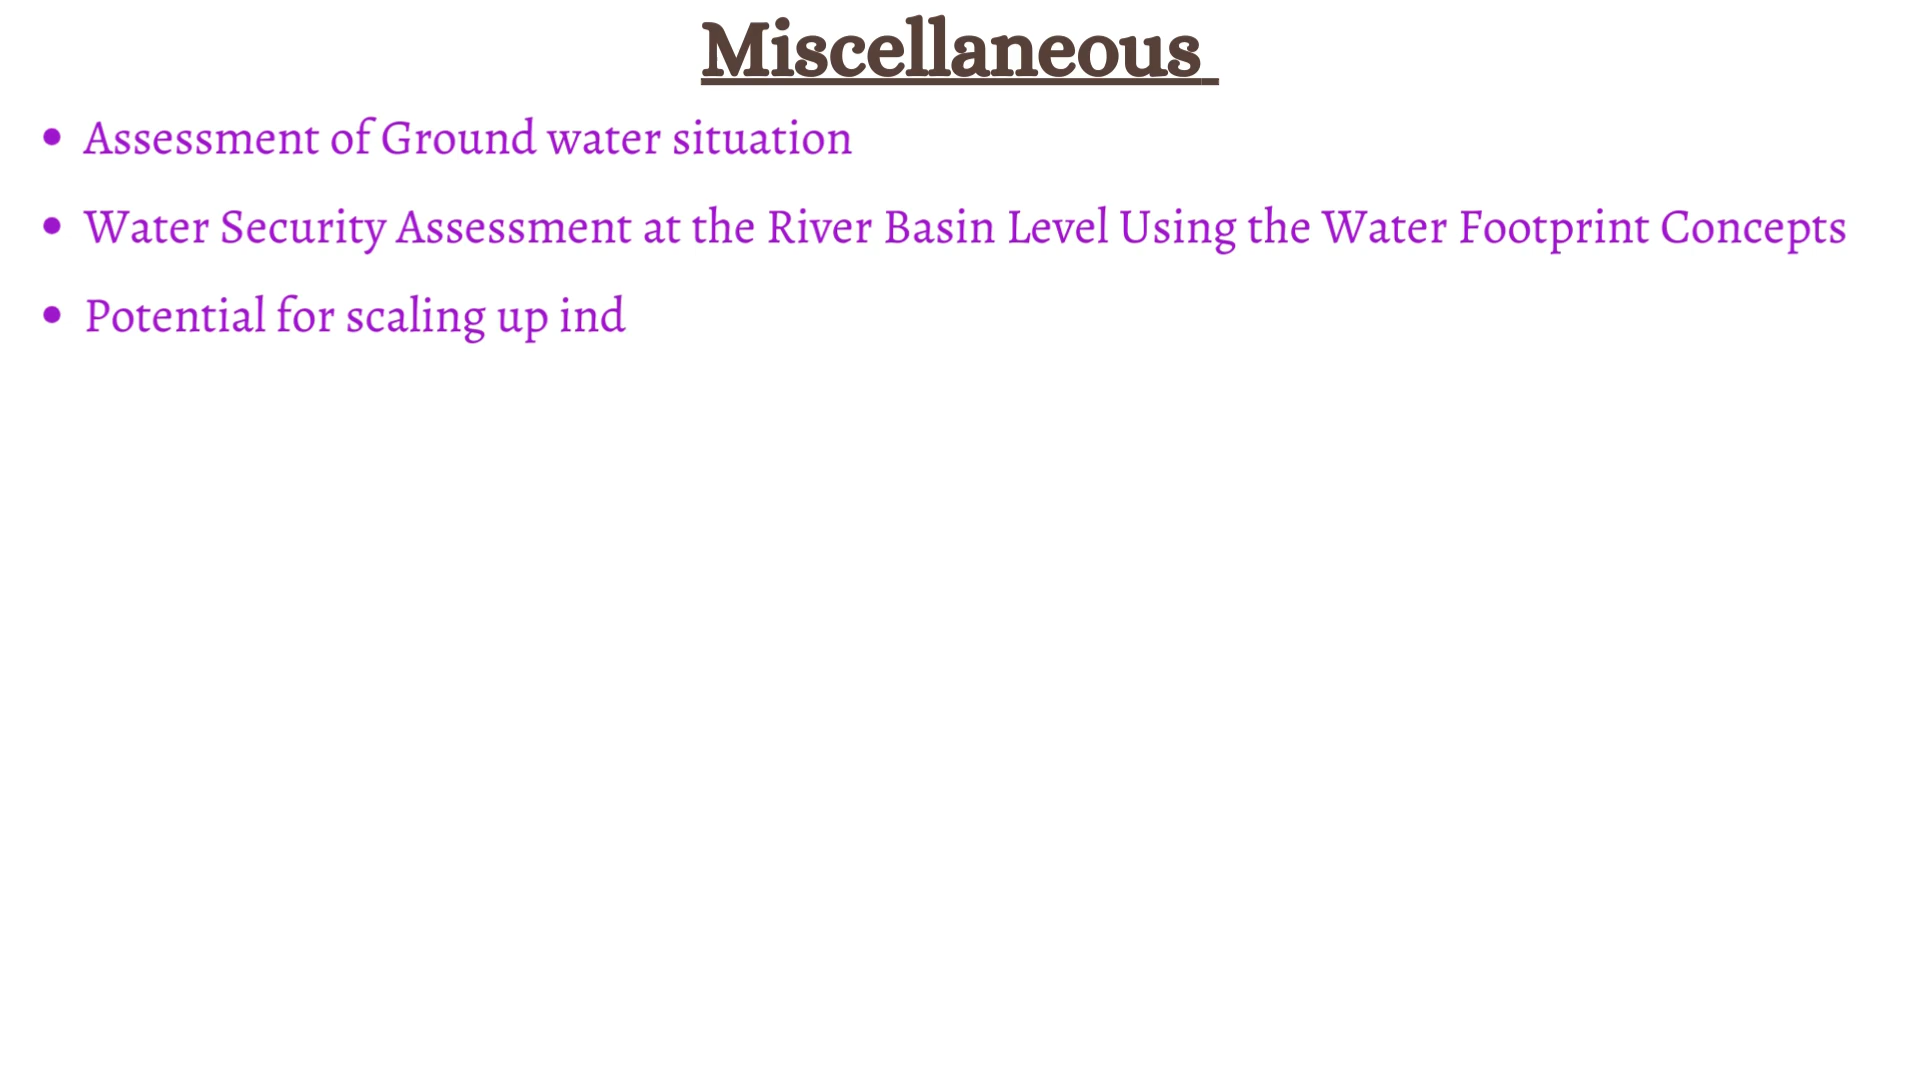 Miscellaneous
Assessment of Ground water situation
Water Security Assessment at the River Basin Level Using the Water Footprint Concepts
Potential for scaling up ind